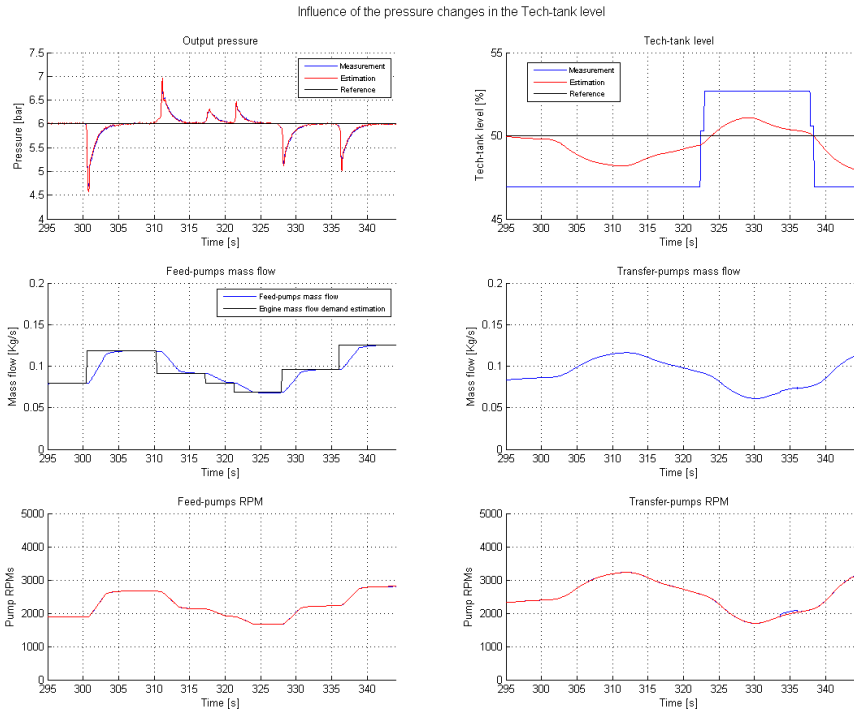 Influence of the pressure changes in the Tech-tank level
Output pressure
7.5
7
6.5
6
5.5
5
4.5
4
Pressure [bar]
Measurement
Estimation
Reference
295 300 305 310 315 320 325 330 335 340
Time [s]
Tech-tank level
55
50
45
Tech-tank level [%]
Measurement
Estimation
Reference
295 300 305 310 315 320 325 330 335 340
Time [s]
Feed-pumps mass flow
0.2
0.15
0.1
0.05
0
Mass flow [Kg/s]
Feed-pumps mass flow
Engine mass flow demand estimation
295 300 305 310 315 320 325 330 335 340
Time [s]
Transfer-pumps mass flow
0.2
0.15
0.1
0.05
0
Mass flow [Kg/s]
295 300 305 310 315 320 325 330 335 340
Time [s]
Feed-pumps RPM
5000
4000
3000
2000
1000
0
Pump RPMs
295 300 305 310 315 320 325 330 335 340
Time [s]
Transfer-pumps RPM
5000
4000
3000
2000
1000
0
Pump RPMs
295 300 305 310 315 320 325 330 335 340
Time [s]